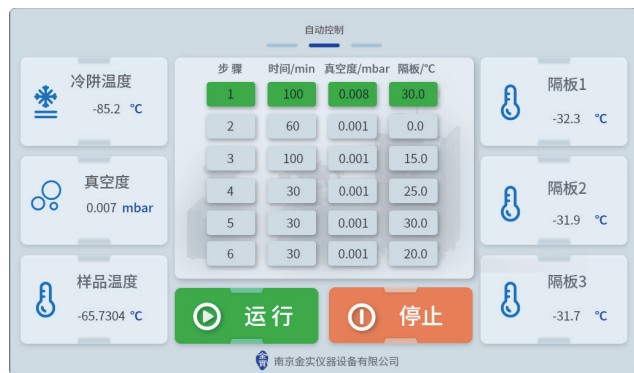 自动控制
冷阱温度
-85.2 °C
真空度
0.007 mbar
样品温度
-65.7304 °C
步 骤 时间/min 真空度/mbar 隔板/°C
1 100 0.008 30.0
2 60 0.001 0.0
3 100 0.001 15.0
4 30 0.001 25.0
5 30 0.001 30.0
6 30 0.001 20.0
运行
停止
隔板1
-32.3 °C
隔板2
-31.9 °C
隔板3
-31.7 °C
南京金实仪器设备有限公司